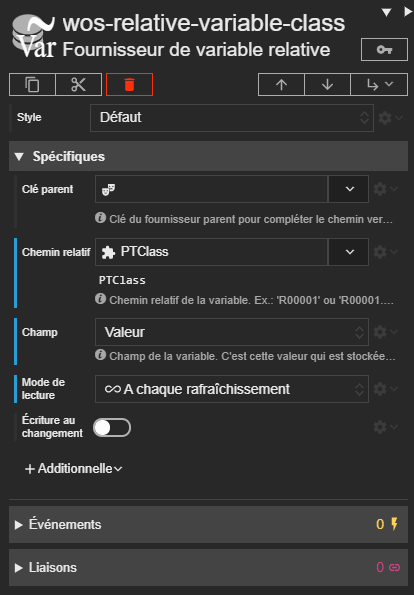 wos-relative-variable-class
Var Fournisseur de variable relative
Style Défaut
Spécifiques
Clé parent
Clé du fournisseur parent pour compléter le chemin ver…
Chemin relatif PTClass
PTClass
Chemin relatif de la variable. Ex.: 'R00001' ou 'R00001.…
Champ Valeur
Champ de la variable. C'est cette valeur qui est stockée…
Mode de
lecture A chaque rafraîchissement
Écriture au
changement
Additionnelle
Événements 0
Liaisons 0